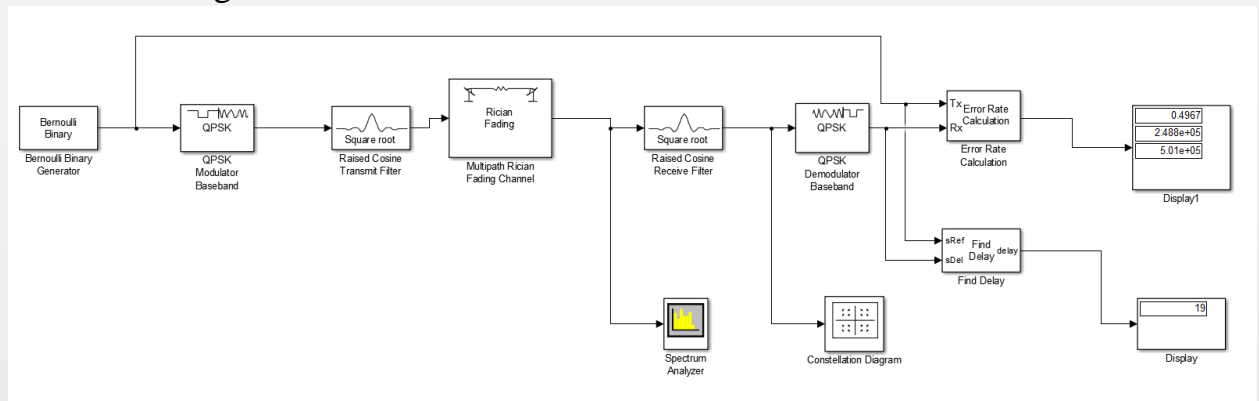 Bernoulli
Binary
Bernoulli Binary
Generator
QPSK
QPSK
Modulator
Baseband
Square root
Raised Cosine
Transmit Filter
Rician
Fading
Multipath Rician
Fading Channel
Square root
Raised Cosine
Receive Filter
QPSK
QPSK
Demodulator
Baseband
Tx
Rx
Error Rate
Calculation
Error Rate
Calculation
0.4967
2.488e+05
5.01e+05
Display1
sRef
sDel
Find
Delay
delay
Find Delay
Spectrum
Analyzer
Constellation Diagram
19
Display